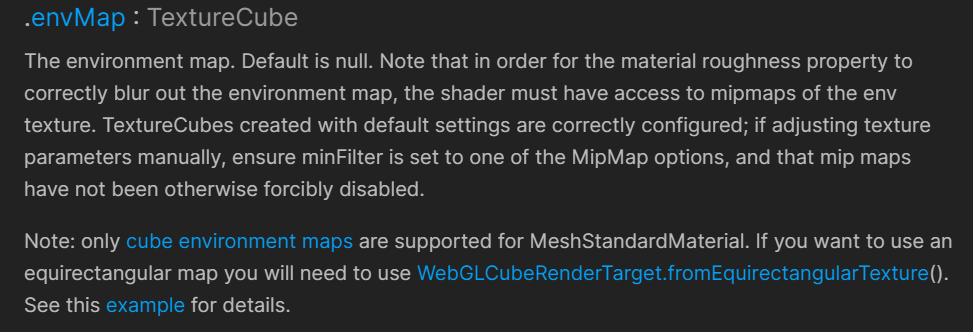 .envMap : TextureCube
The environment map. Default is null. Note that in order for the material roughness property to
correctly blur out the environment map, the shader must have access to mipmaps of the env
texture. TextureCubes created with default settings are correctly configured; if adjusting texture
parameters manually, ensure minFilter is set to one of the MipMap options, and that mip maps
have not been otherwise forcibly disabled.
Note: only cube environment maps are supported for MeshStandardMaterial. If you want to use an
equirectangular map you will need to use WebGLCubeRenderTarget.fromEquirectangularTexture().
See this example for details.